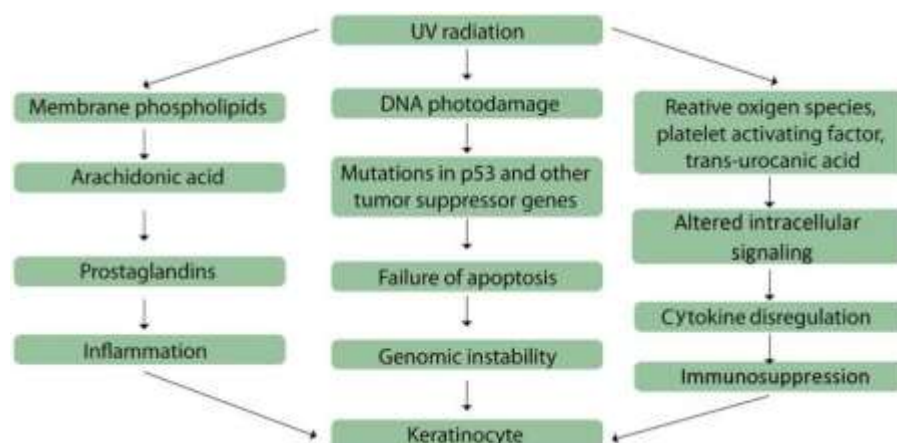 UV radiation
Membrane phospholipids
Arachidonic acid
Prostaglandins
Inflammation
DNA photodamage
Mutations in p53 and other
tumor suppressor genes
Failure of apoptosis
Genomic instability
Reative oxigen species,
platelet activating factor,
trans-urocanic acid
Altered intracellular
signaling
Cytokine disregulation
Immunosuppression
Keratinocyte